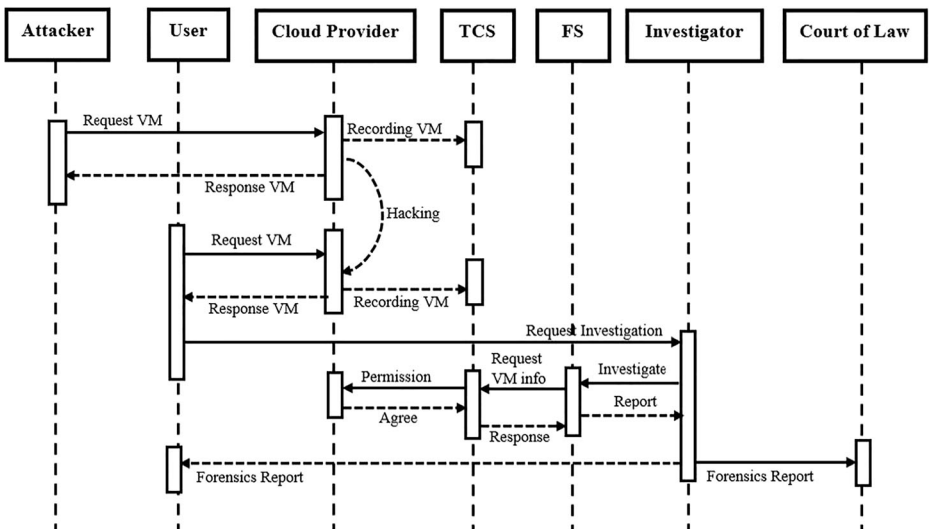 Attacker
User
Cloud Provider
TCS
FS
Investigator
Court of Law
Request VM
Recording VM
Response VM
Hacking
Request VM
Response VM
Recording VM
Request Investigation
Request
VM info
Permission
Investigate
Agree
Response
Report
Forensics Report
Forensics Report